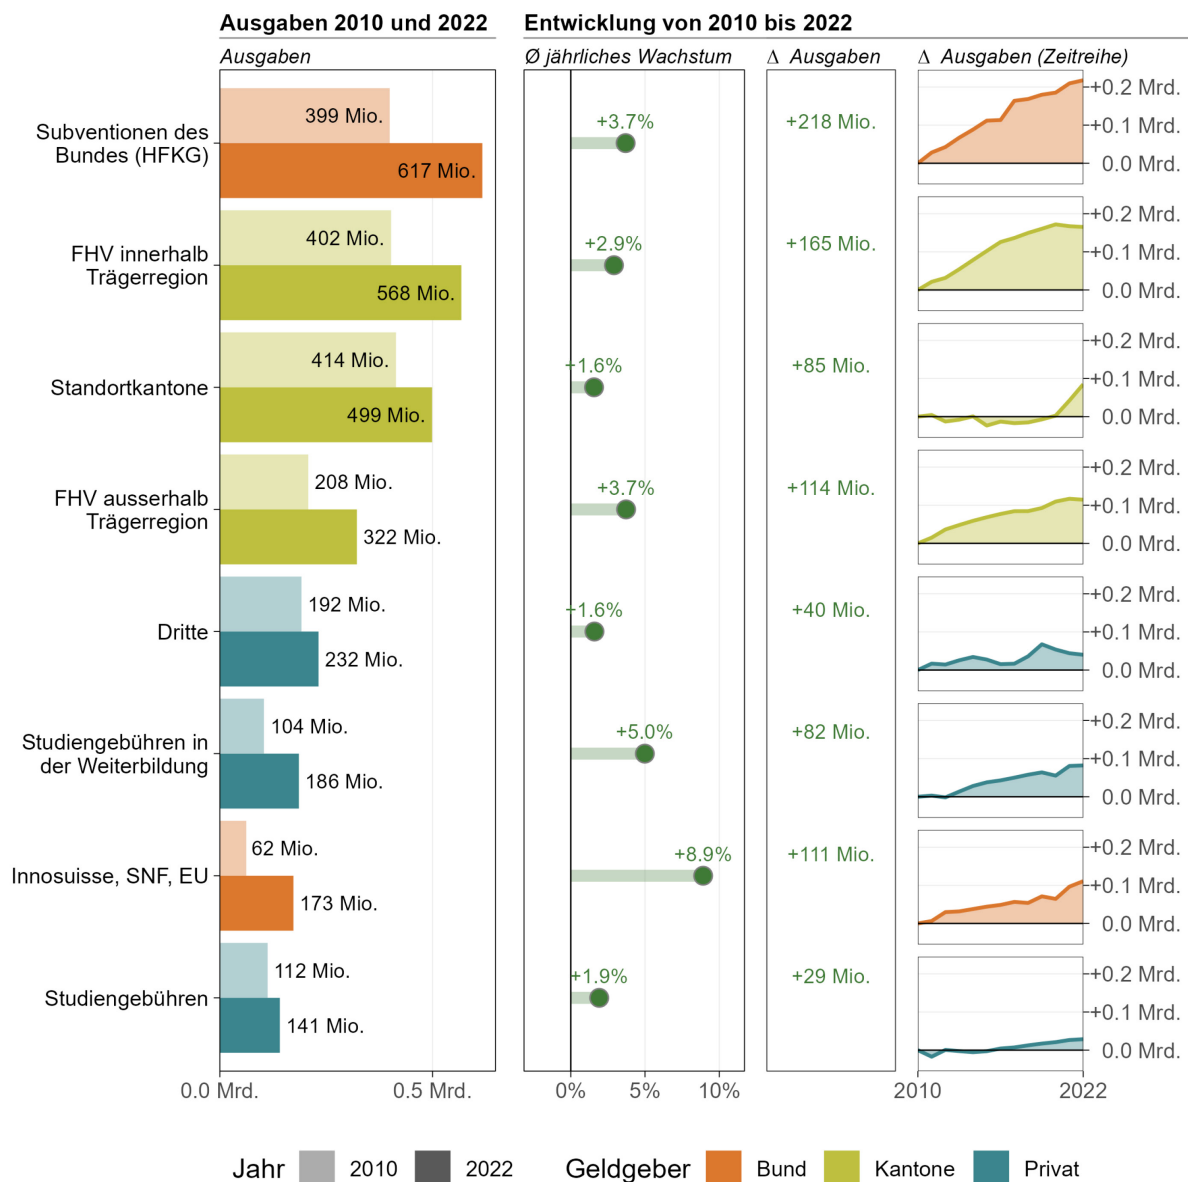 Ausgaben 2010 und 2022
Entwicklung von 2010 bis 2022
Ausgaben
Ø jährliches Wachstum
Δ Ausgaben
Δ Ausgaben (Zeitreihe)
Subventionen des
Bundes (HFKG)
399 Mio.
617 Mio.
+3.7%
+218 Mio.
+0.2 Mrd.
+0.1 Mrd.
0.0 Mrd.
FHV innerhalb
Trägerregion
402 Mio.
568 Mio.
+2.9%
+165 Mio.
+0.2 Mrd.
+0.1 Mrd.
0.0 Mrd.
Standortkantone
414 Mio.
499 Mio.
+1.6%
+85 Mio.
+0.2 Mrd.
+0.1 Mrd.
0.0 Mrd.
FHV ausserhalb
Trägerregion
208 Mio.
322 Mio.
+3.7%
+114 Mio.
+0.2 Mrd.
+0.1 Mrd.
0.0 Mrd.
Dritte
192 Mio.
232 Mio.
+1.6%
+40 Mio.
+0.2 Mrd.
+0.1 Mrd.
0.0 Mrd.
Studiengebühren in
der Weiterbildung
104 Mio.
186 Mio.
+5.0%
+82 Mio.
+0.2 Mrd.
+0.1 Mrd.
0.0 Mrd.
Innosuisse, SNF, EU
62 Mio.
173 Mio.
+8.9%
+111 Mio.
+0.2 Mrd.
+0.1 Mrd.
0.0 Mrd.
Studiengebühren
112 Mio.
141 Mio.
+1.9%
+29 Mio.
+0.2 Mrd.
+0.1 Mrd.
0.0 Mrd.
0.0 Mrd.
0.5 Mrd.
0%
5%
10%
2010
2022
Jahr
2010
2022
Geldgeber
Bund
Kantone
Privat